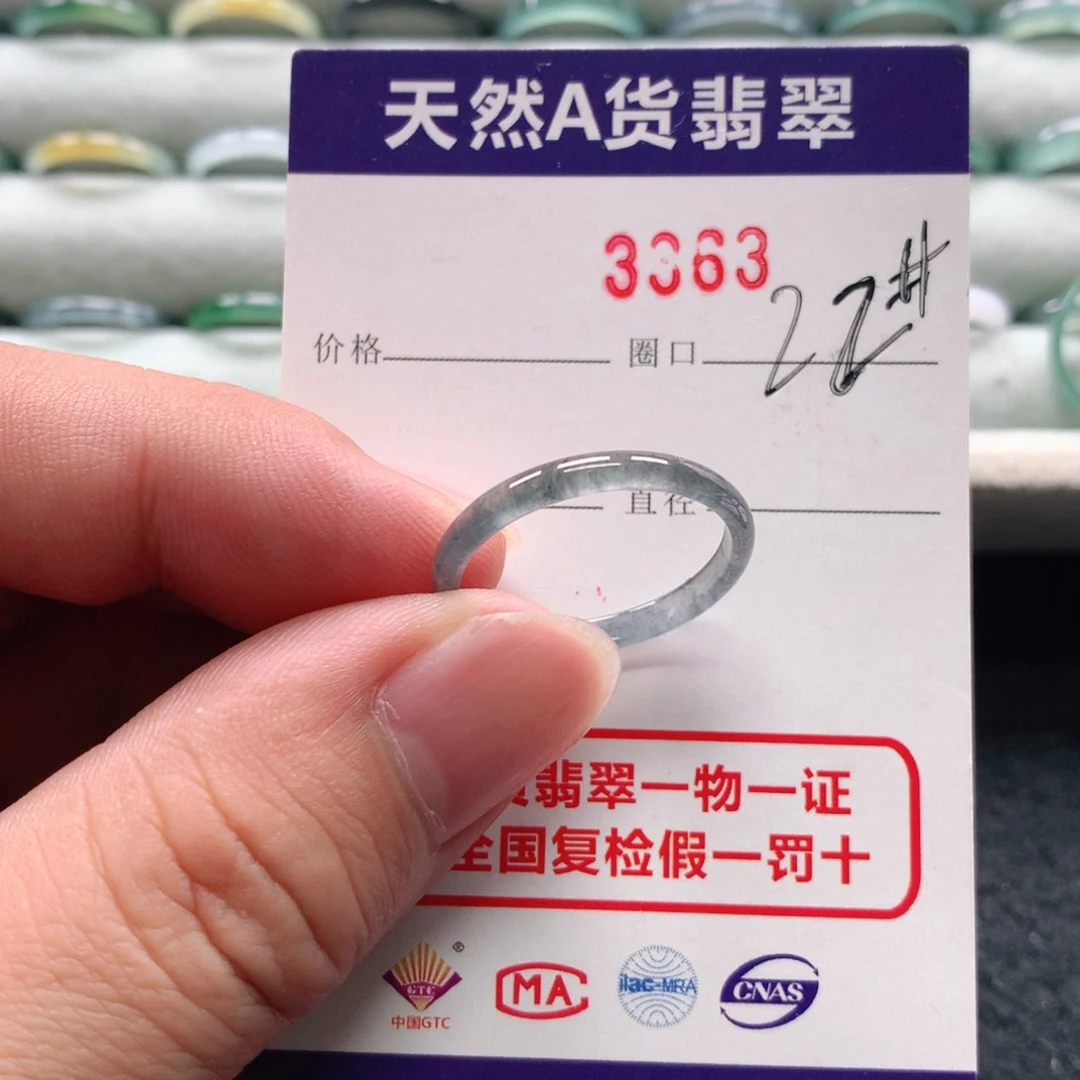 天然A货翡翠
3363
22#
价格 圈口
直径
翡翠一物一证
全国复检假一罚十
® GTC MA ilac-MRA CNAS
中国GTC